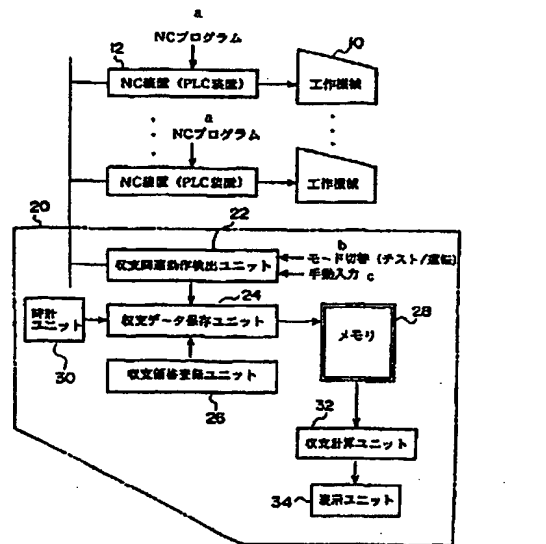 a
NCプログラム
12
10
NC装置 (PLC装置)
工作機械
a
NCプログラム
NC装置 (PLC装置)
工作機械
20
22
b
収支関連動作検出ユニット
モード切替 (テスト/運転)
手動入力 c
24
28
時計
ユニット
収支データ保存ユニット
メモリ
30
収支価格登録ユニット
26
32
収支計算ユニット
34
表示ユニット